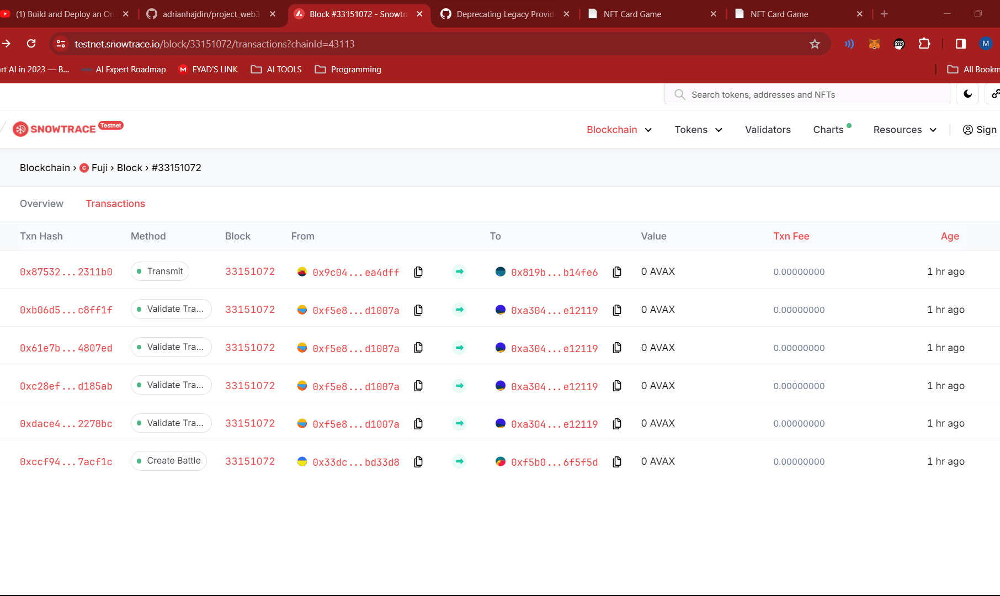 (1) Build and Deploy an On
adrianhajdin/project_web3
Block #33151072 - Snowtra
Deprecating Legacy Provid
NFT Card Game
NFT Card Game
testnet.snowtrace.io/block/33151072/transactions?chainId=43113
M
rt AI in 2023 — B...
AI Expert Roadmap
EYAD'S LINK
AI TOOLS
Programming
All Bookm
Search tokens, addresses and NFTs
SNOWTRACE Testnet
Blockchain
Tokens
Validators
Charts
Resources
Sign
Blockchain › C Fuji › Block › #33151072
Overview Transactions
Txn Hash Method Block From To Value Txn Fee Age
0x87532...2311b0 Transmit 33151072 0x9c04...ea4dff 0x819b...b14fe6 0 AVAX 0.00000000 1 hr ago
0xb06d5...c8ff1f Validate Tra... 33151072 0xf5e8...d1007a 0xa304...e12119 0 AVAX 0.00000000 1 hr ago
0x61e7b...4807ed Validate Tra... 33151072 0xf5e8...d1007a 0xa304...e12119 0 AVAX 0.00000000 1 hr ago
0xc28ef...d185ab Validate Tra... 33151072 0xf5e8...d1007a 0xa304...e12119 0 AVAX 0.00000000 1 hr ago
0xdace4...2278bc Validate Tra... 33151072 0xf5e8...d1007a 0xa304...e12119 0 AVAX 0.00000000 1 hr ago
0xccf94...7acf1c Create Battle 33151072 0x33dc...bd33d8 0xf5b0...6f5f5d 0 AVAX 0.00000000 1 hr ago